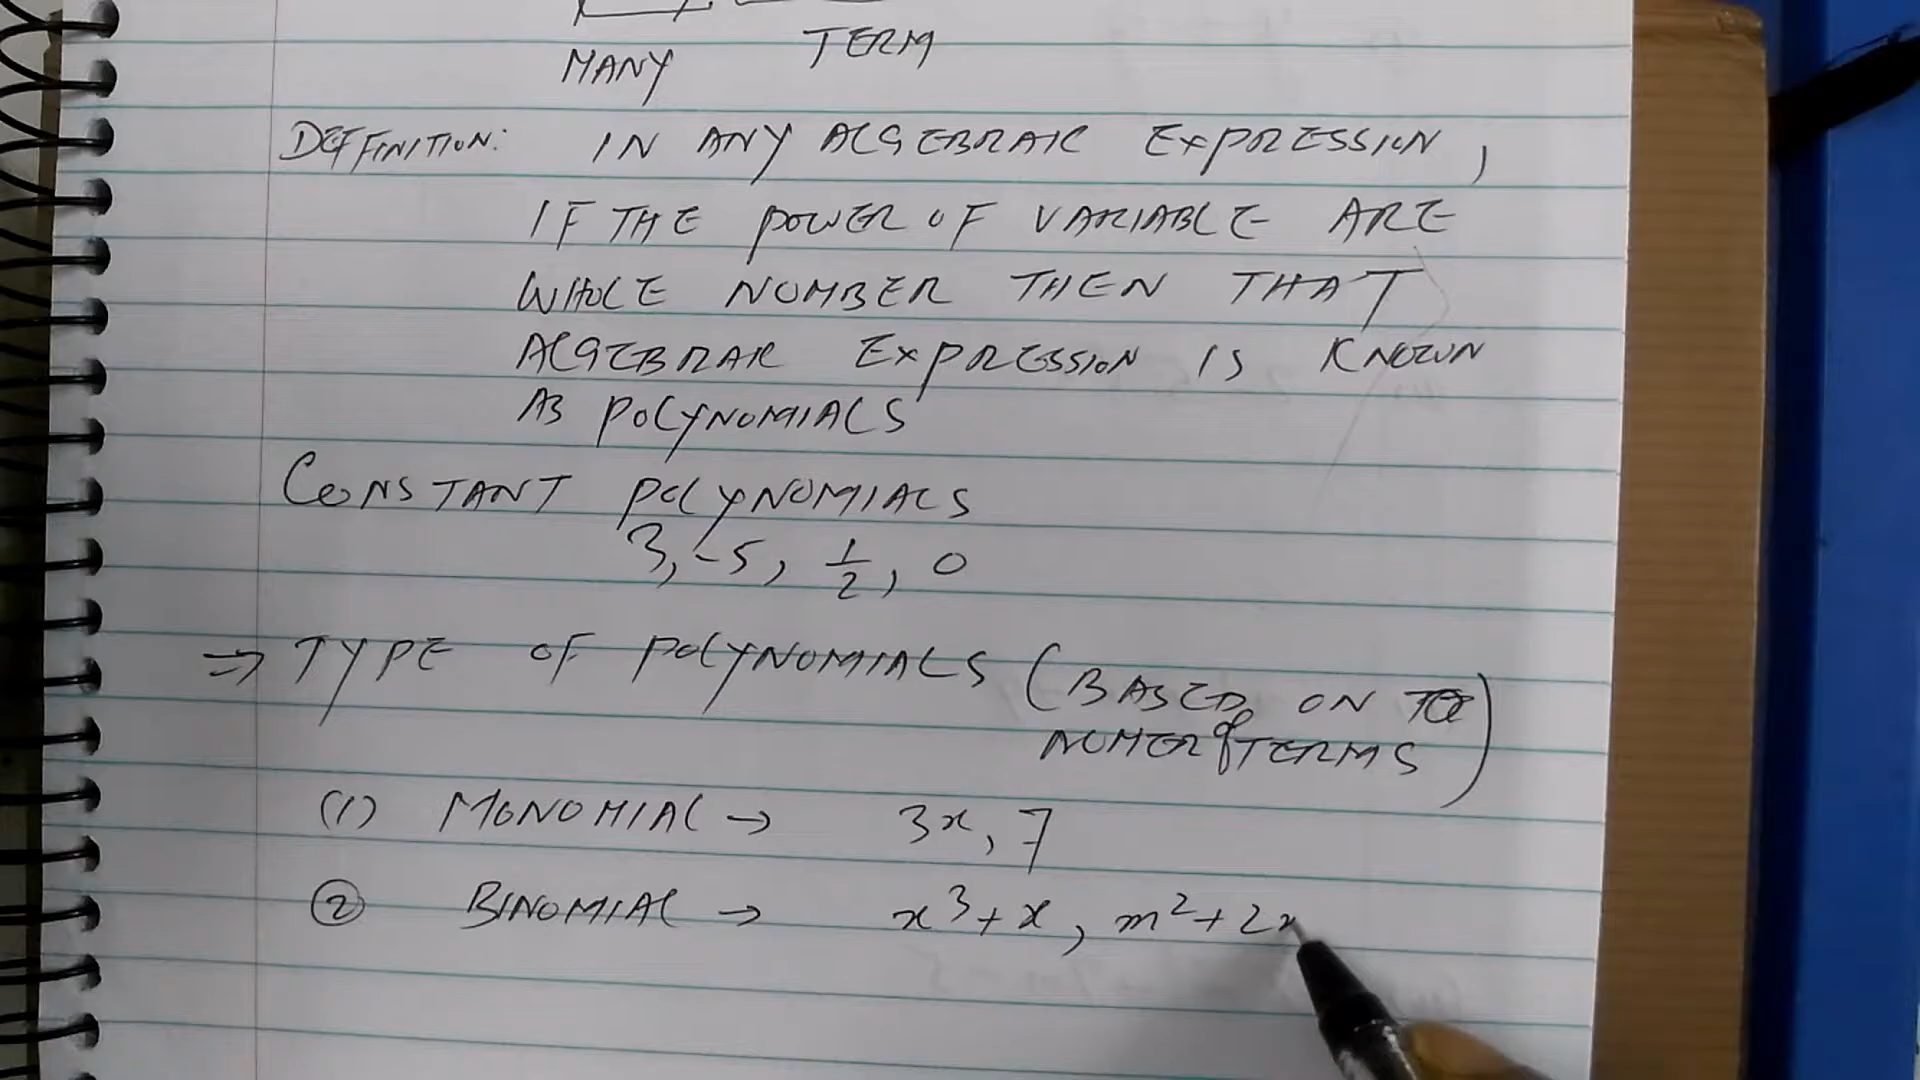 MANY TERM
DEFFINITION: IN ANY ALGEBRAIC EXPRESSION,
IF THE POWER OF VARIABLE ARE
WHOLE NUMBER THEN THAT
ALGEBRAIC EXPRESSION IS KNOWN
AS POLYNOMIALS
CONSTANT POLYNOMIALS
3, -5, 1/2, 0
⇒ TYPE OF POLYNOMIALS (BASED ON
NUMER of TERMS)
(1) MONOMIAL → 3x, 7
② BINOMIAL → x³+x, m²+2